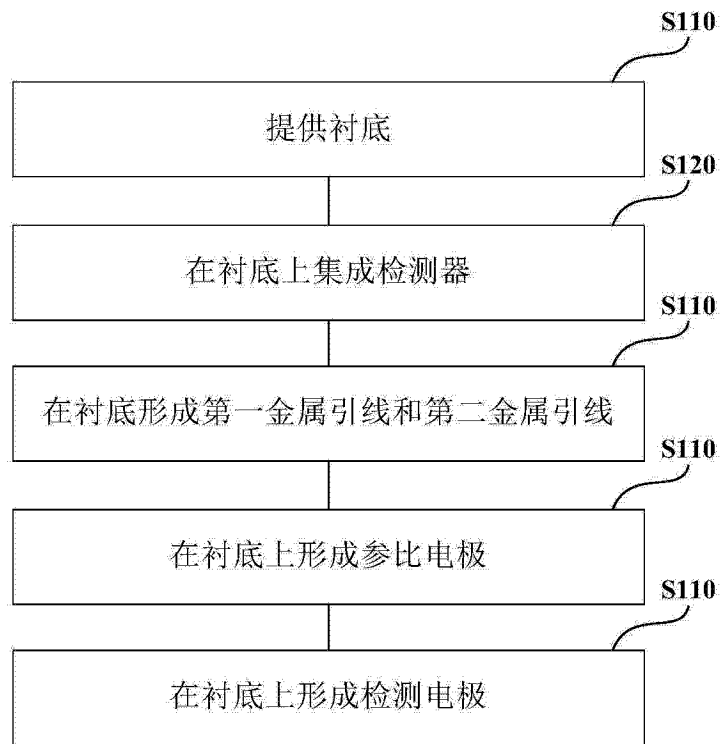 S110
提供衬底
S120
在衬底上集成检测器
S110
在衬底形成第一金属引线和第二金属引线
S110
在衬底上形成参比电极
S110
在衬底上形成检测电极